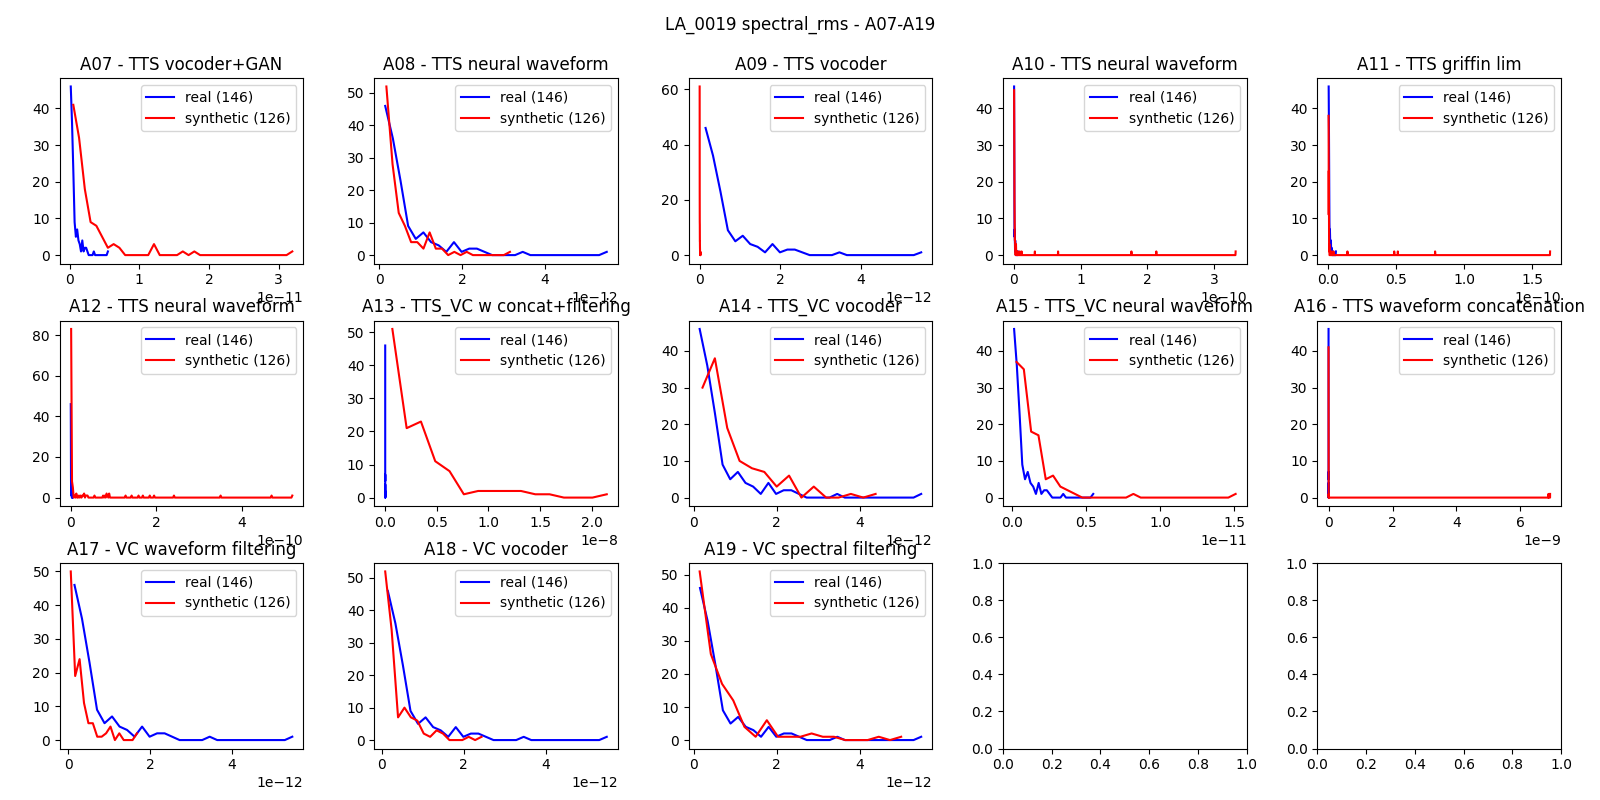 LA_0019 spectral_rms - A07-A19
A07 - TTS vocoder+GAN
40
30
20
10
0
0
1
2
3
1e−11
real (146)
synthetic (126)
A08 - TTS neural waveform
50
40
30
20
10
0
0
2
4
1e−12
real (146)
synthetic (126)
A09 - TTS vocoder
60
40
20
0
0
2
4
1e−12
real (146)
synthetic (126)
A10 - TTS neural waveform
40
30
20
10
0
0
1
2
3
1e−10
real (146)
synthetic (126)
A11 - TTS griffin lim
40
30
20
10
0
0.0
0.5
1.0
1.5
1e−10
real (146)
synthetic (126)
A12 - TTS neural waveform
80
60
40
20
0
0
2
4
1e−10
real (146)
synthetic (126)
A13 - TTS_VC w concat+filtering
50
40
30
20
10
0
0.0
0.5
1.0
1.5
2.0
1e−8
real (146)
synthetic (126)
A14 - TTS_VC vocoder
40
30
20
10
0
0
2
4
1e−12
real (146)
synthetic (126)
A15 - TTS_VC neural waveform
40
30
20
10
0
0.0
0.5
1.0
1.5
1e−11
real (146)
synthetic (126)
A16 - TTS waveform concatenation
40
30
20
10
0
0
2
4
6
1e−9
real (146)
synthetic (126)
A17 - VC waveform filtering
50
40
30
20
10
0
0
2
4
1e−12
real (146)
synthetic (126)
A18 - VC vocoder
50
40
30
20
10
0
0
2
4
1e−12
real (146)
synthetic (126)
A19 - VC spectral filtering
50
40
30
20
10
0
0
2
4
1e−12
real (146)
synthetic (126)
1.0
0.8
0.6
0.4
0.2
0.0
0.0
0.2
0.4
0.6
0.8
1.0
1.0
0.8
0.6
0.4
0.2
0.0
0.0
0.2
0.4
0.6
0.8
1.0